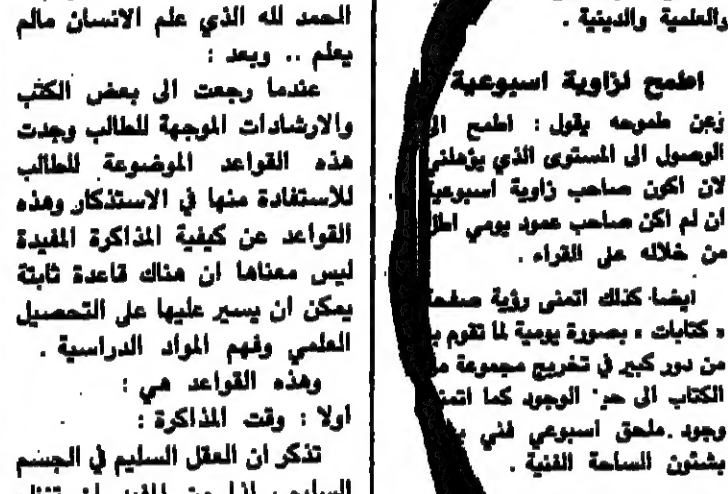 الحمد لله الذي علم الانسان مالم
يعلم .. وبعد :
عندما رجعت الى بعض الكتب
والارشادات الموجهة للطالب وجدت
هذه القواعد الموضوعة للطالب
للاستفادة منها في الاستذكار وهذه
القواعد عن كيفية المذاكرة المفيدة
ليس معناها ان هناك قاعدة ثابتة
يمكن ان يسير عليها على التحصيل
العلمي وفهم المواد الدراسية .
وهذه القواعد هي :
اولا : وقت المذاكرة :
تذكر ان العقل السليم في الجسم
السليم
والعلمية والدينية .
اطمح لزاوية اسبوعية
وعن طموحه يقول : اطمح
الوصول الى المستوى الذي يؤهلني
لان اكون صاحب زاوية اسبوعية
ان لم اكن صاحب عمود يومي اطل
من خلاله على القراء .
ايضا كذلك اتمنى رؤية صفحة
« كتابات » بصورة يومية لما تقوم
من دور كبير في تخريج مجموعة
الكتاب الى الوجود كما
وجود ملحق اسبوعي فني
بشئون الساحة الفنية .